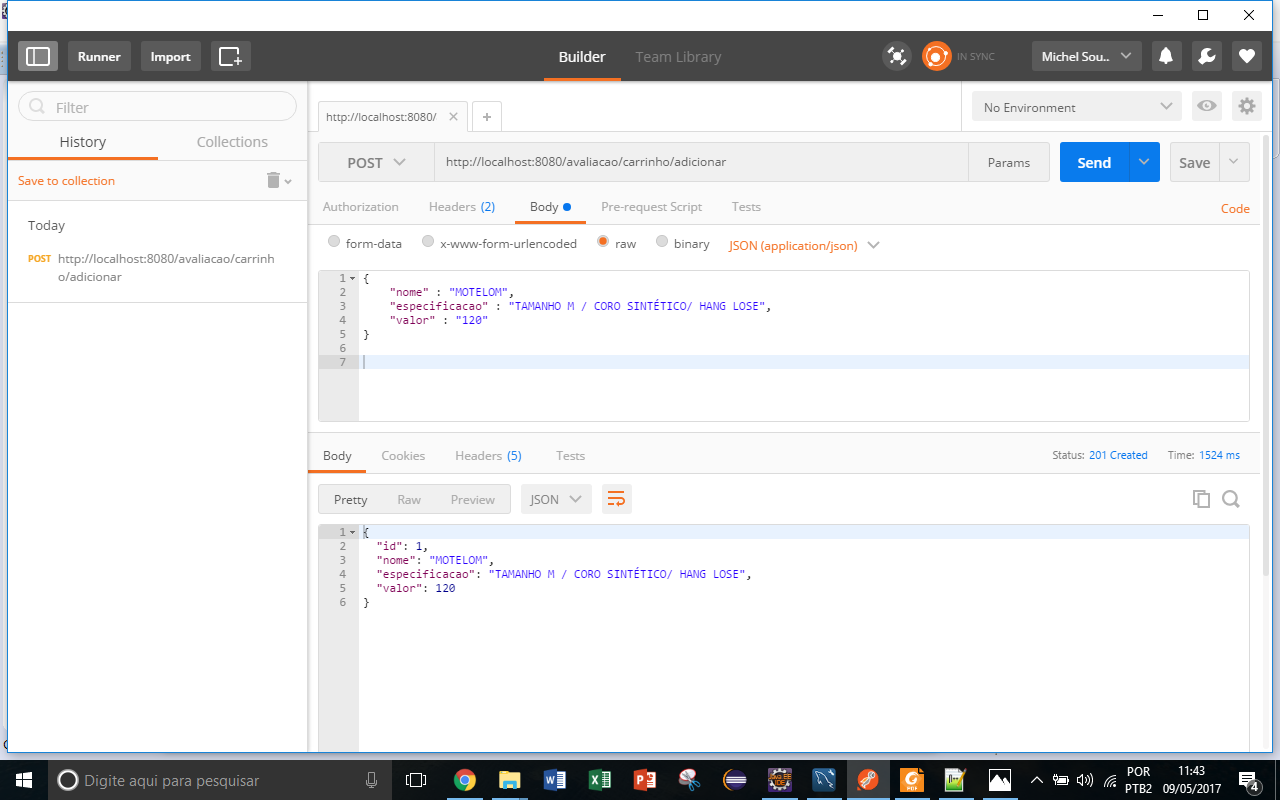 Runner
Import
Builder
Team Library
IN SYNC
Michel Sou..
Filter
History
Collections
Save to collection
Today
POST http://localhost:8080/avaliacao/carrinh
o/adicionar
http://localhost:8080/
No Environment
POST
http://localhost:8080/avaliacao/carrinho/adicionar
Params
Send
Save
Authorization
Headers (2)
Body
Pre-request Script
Tests
Code
form-data
x-www-form-urlencoded
raw
binary
JSON (application/json)
1 {
2 "nome" : "MOTELOM",
3 "especificacao" : "TAMANHO M / CORO SINTÉTICO/ HANG LOSE",
4 "valor" : "120"
5 }
6
7
Body
Cookies
Headers (5)
Tests
Status: 201 Created
Time: 1524 ms
Pretty
Raw
Preview
JSON
1 {
2 "id": 1,
3 "nome": "MOTELOM",
4 "especificacao": "TAMANHO M / CORO SINTÉTICO/ HANG LOSE",
5 "valor": 120
6 }
Digite aqui para pesquisar
POR
PTB2
11:43
09/05/2017
4